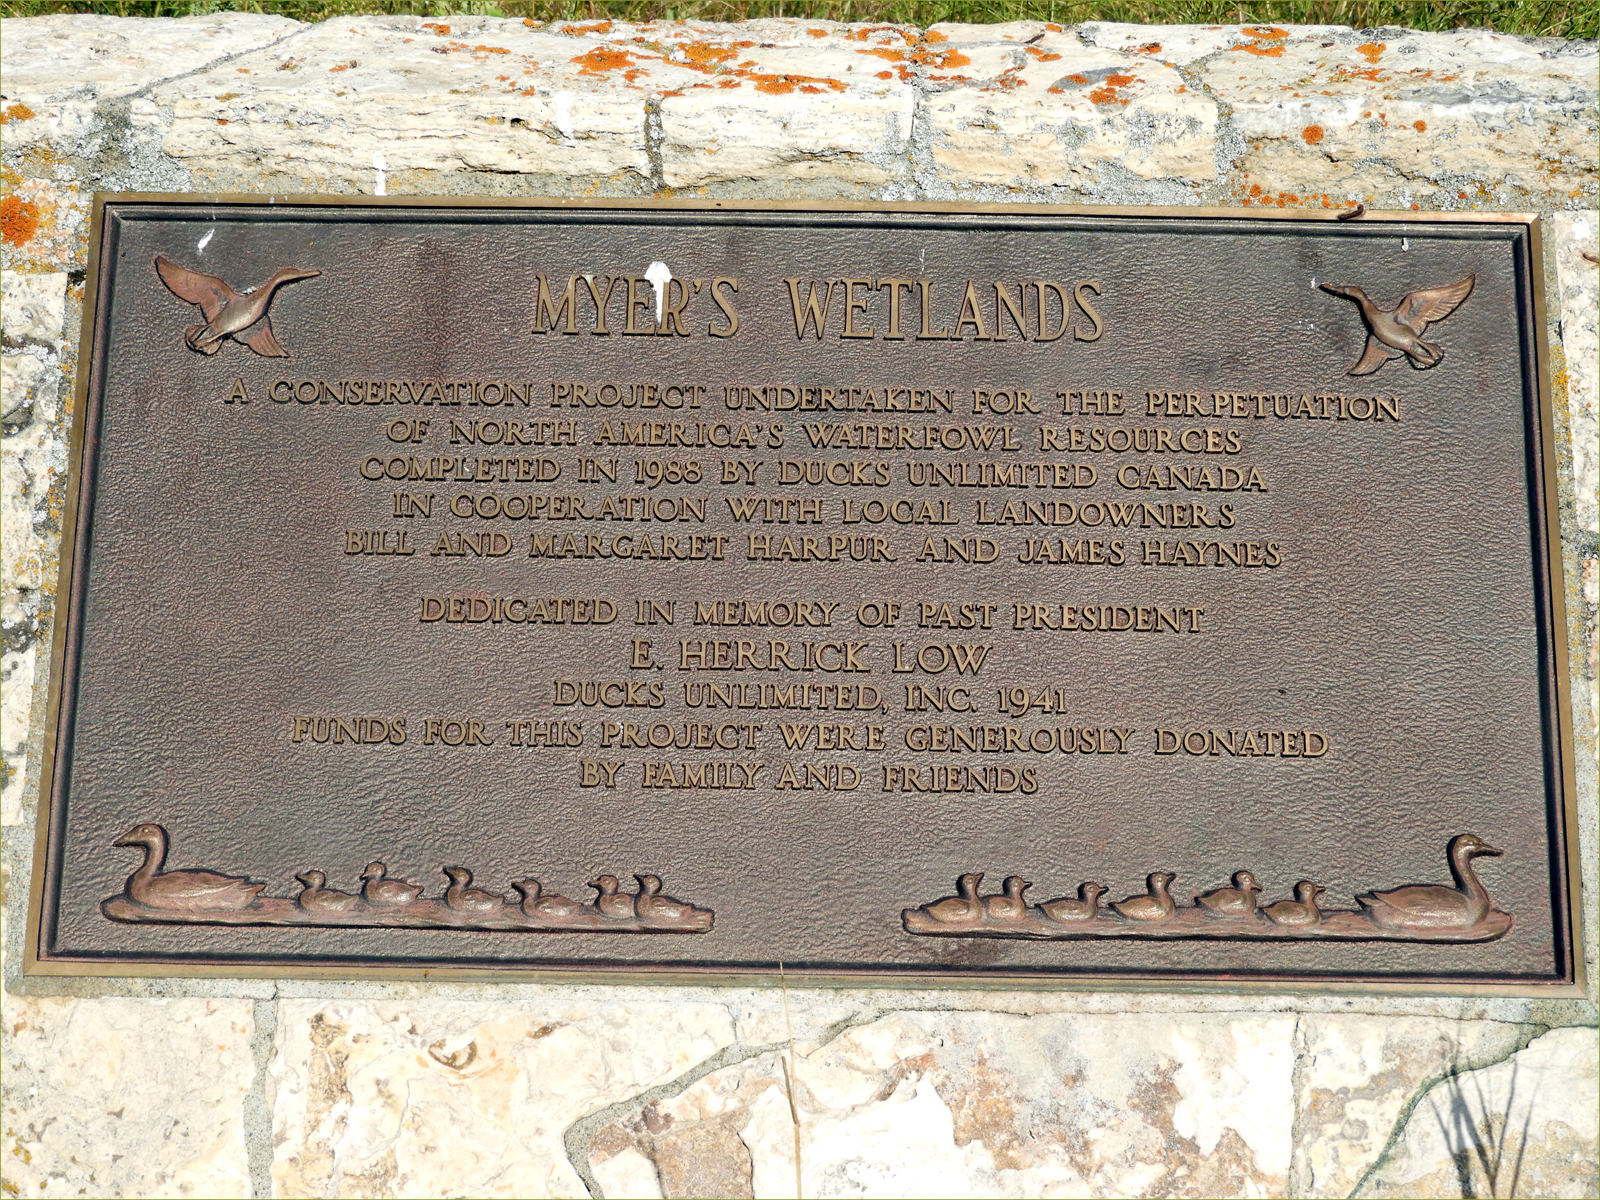 MYER'S WETLANDS
A CONSERVATION PROJECT UNDERTAKEN FOR THE PERPETUATION
OF NORTH AMERICA'S WATERFOWL RESOURCES
COMPLETED IN 1988 BY DUCKS UNLIMITED CANADA
IN COOPERATION WITH LOCAL LANDOWNERS
BILL AND MARGARET HARPUR AND JAMES HAYNES
DEDICATED IN MEMORY OF PAST PRESIDENT
E. HERRICK LOW
DUCKS UNLIMITED, INC. 1941
FUNDS FOR THIS PROJECT WERE GENEROUSLY DONATED
BY FAMILY AND FRIENDS